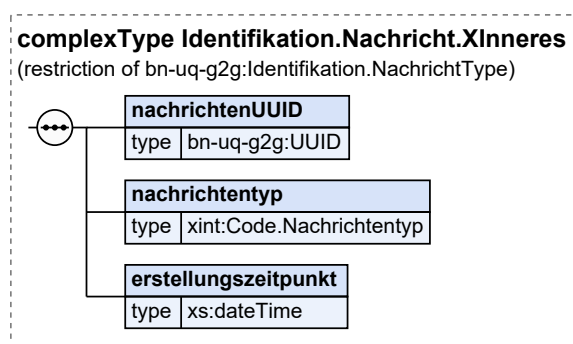 complexType Identifikation.Nachricht.XInneres
(restriction of bn-uq-g2g:Identifikation.NachrichtType)
nachrichtenUUID
type bn-uq-g2g:UUID
nachrichtentyp
type xint:Code.Nachrichtentyp
erstellungszeitpunkt
type xs:dateTime